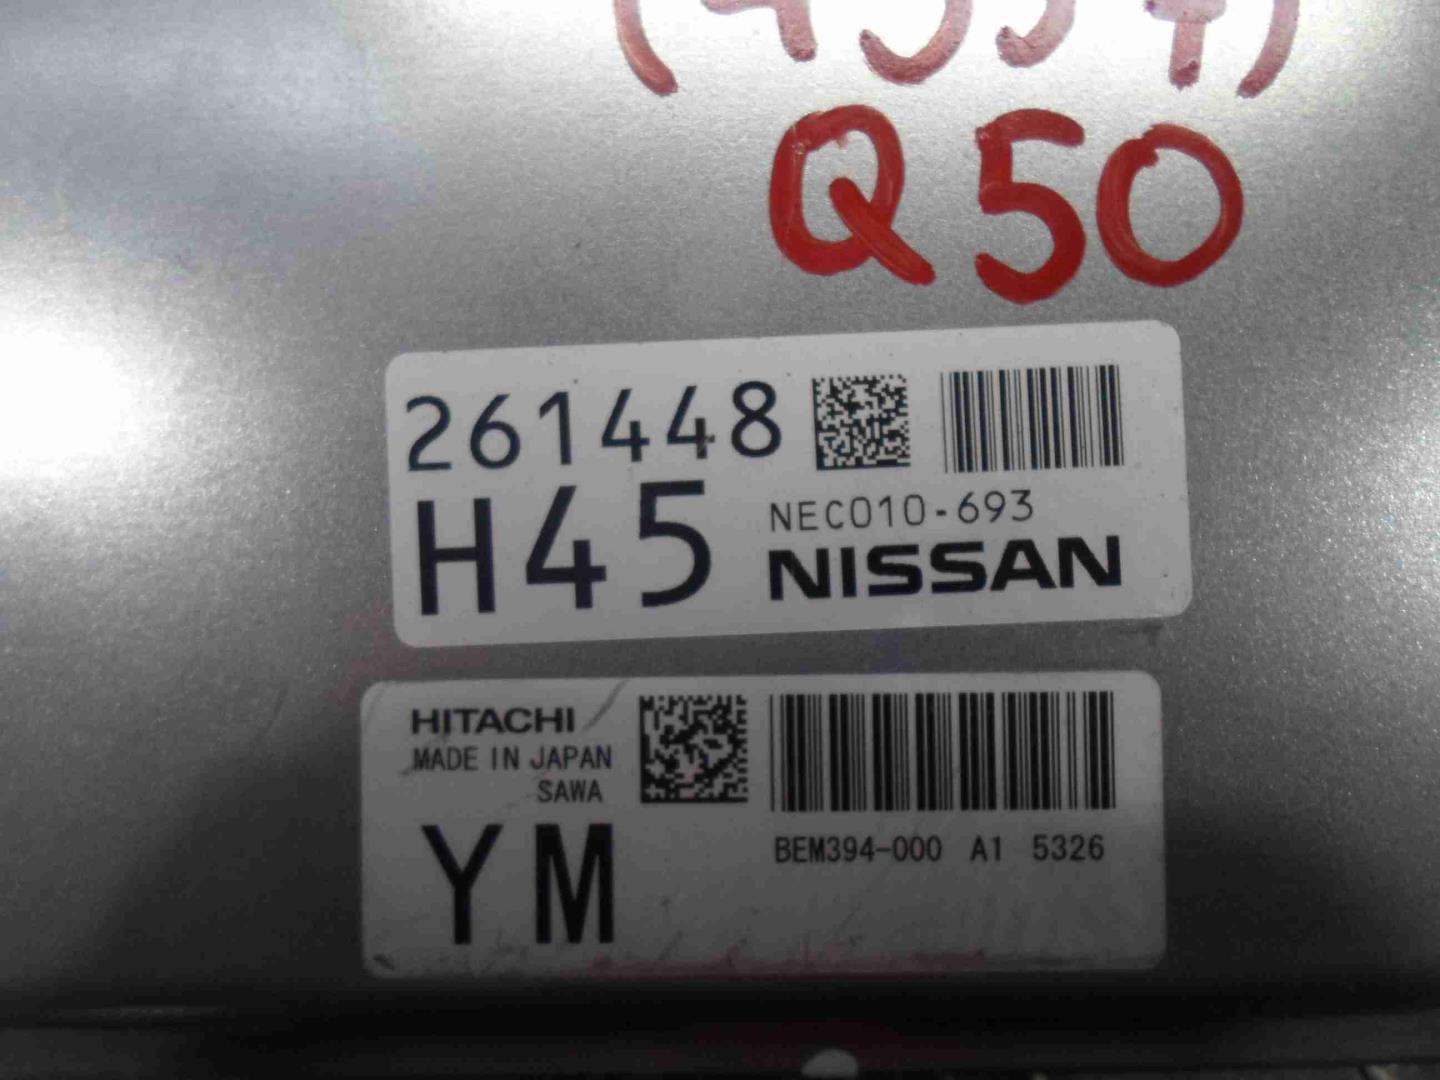 Q50
261448
H45
NEC010-693
NISSAN
HITACHI
MADE IN JAPAN
SAWA
YM
BEM394-000 A1 5326